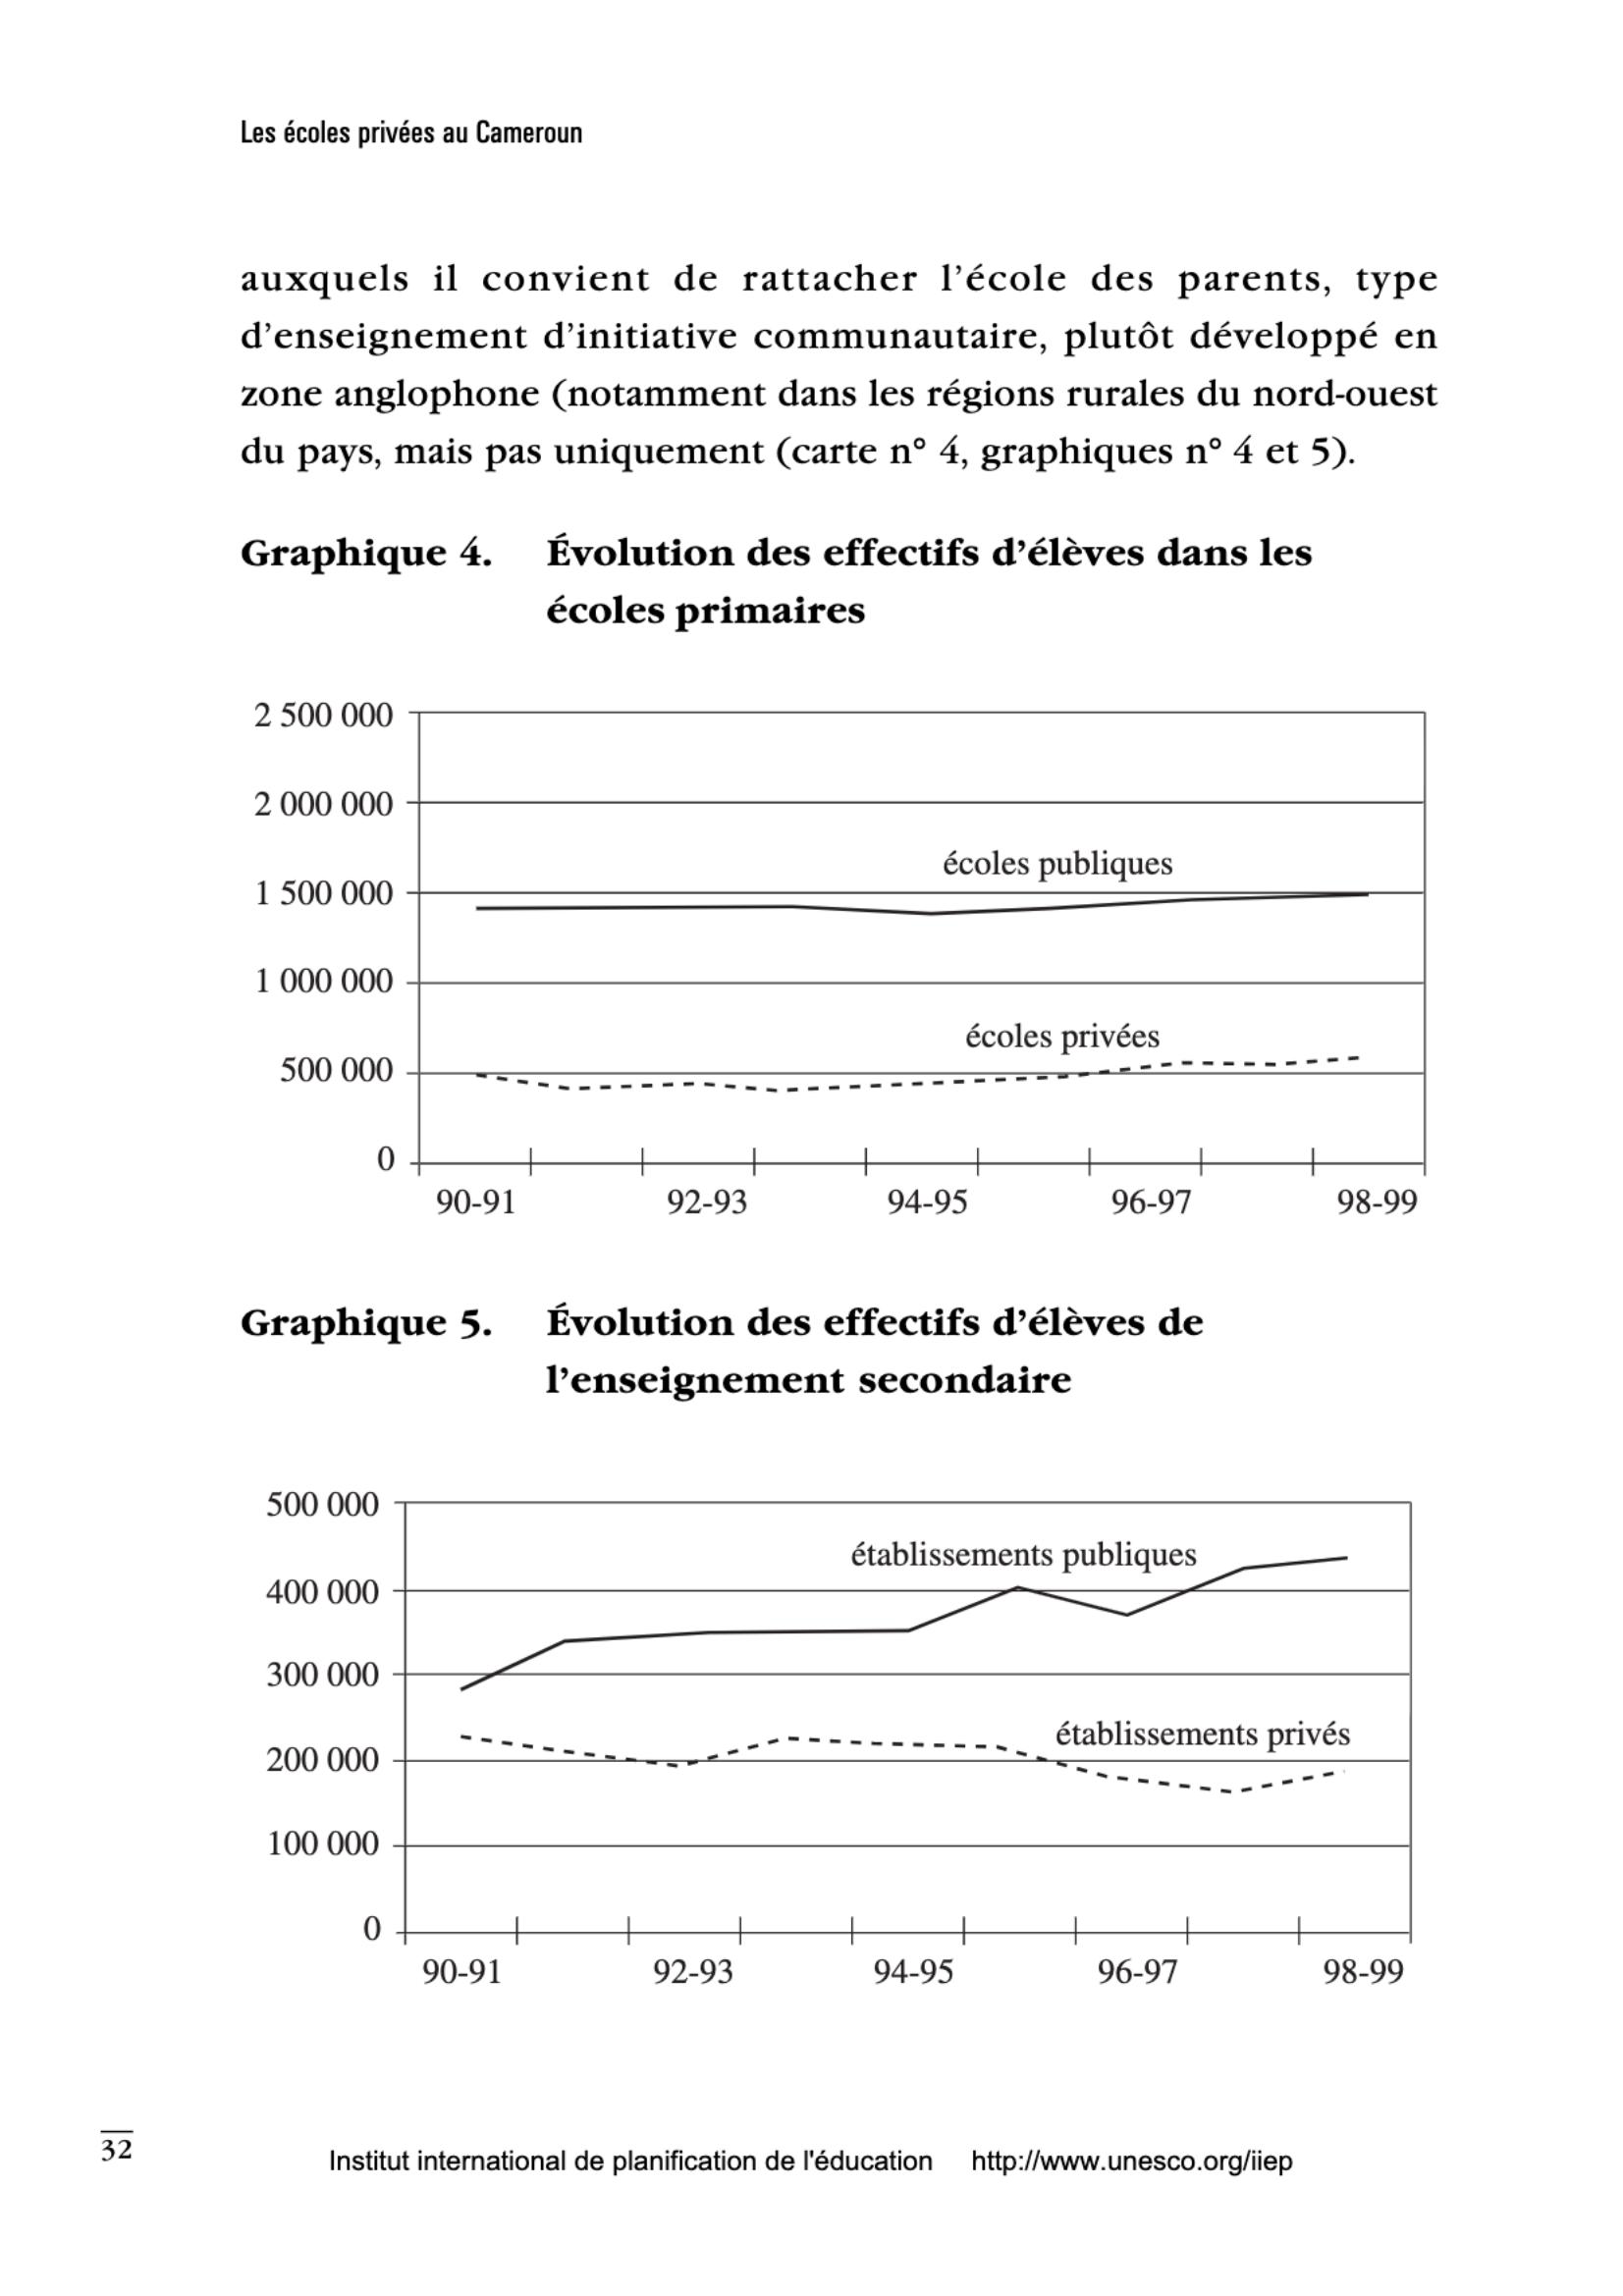 Les écoles privées au Cameroun
auxquels il convient de rattacher l’école des parents, type
d’enseignement d’initiative communautaire, plutôt développé en
zone anglophone (notamment dans les régions rurales du nord-ouest
du pays, mais pas uniquement (carte n° 4, graphiques n° 4 et 5).
Graphique 4. Évolution des effectifs d’élèves dans les
écoles primaires
2 500 000
2 000 000
écoles publiques
1 500 000
1 000 000
écoles privées
500 000
0
90-91 92-93 94-95 96-97 98-99
Graphique 5. Évolution des effectifs d’élèves de
l’enseignement secondaire
500 000
établissements publiques
400 000
300 000
établissements privés
200 000
100 000
0
90-91 92-93 94-95 96-97 98-99
32
Institut international de planification de l'éducation http://www.unesco.org/iiep